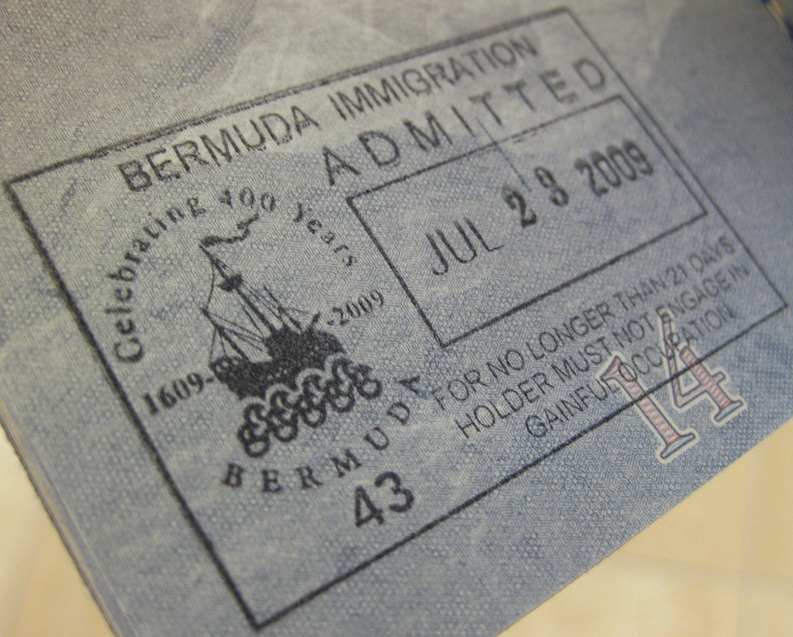 BERMUDA IMMIGRATION
ADMITTED
JUL 23 2009
Celebrating 400 Years
1609-
-2009
BERMUDA
43
FOR NO LONGER THAN 21 DAYS
HOLDER MUST NOT ENGAGE IN
GAINFUL OCCUPATION
14